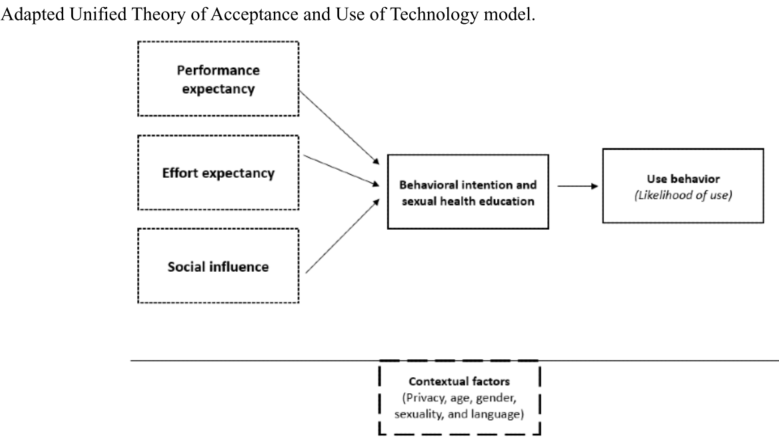 Adapted Unified Theory of Acceptance and Use of Technology model.
Performance
expectancy
Effort expectancy
Social influence
Behavioral intention and
sexual health education
Use behavior
(Likelihood of use)
Contextual factors
(Privacy, age, gender,
sexuality, and language)